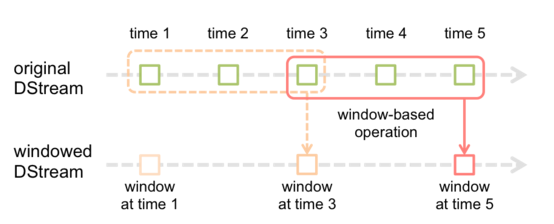 time 1 time 2 time 3 time 4 time 5
original
DStream
window-based
operation
windowed
DStream
window
at time 1
window
at time 3
window
at time 5